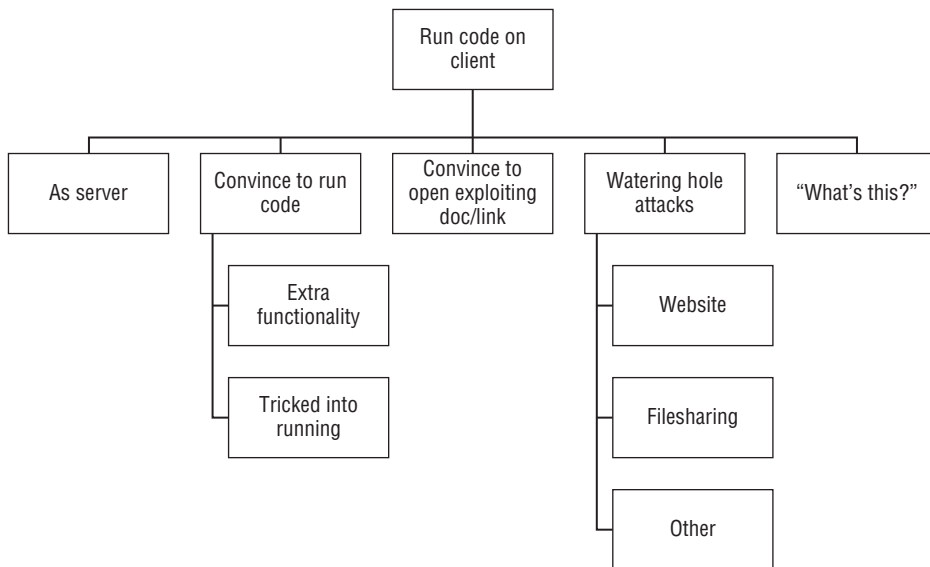 Run code on
client
As server
Convince to run
code
Convince to
open exploiting
doc/link
Watering hole
attacks
“What’s this?”
Extra
functionality
Tricked into
running
Website
Filesharing
Other